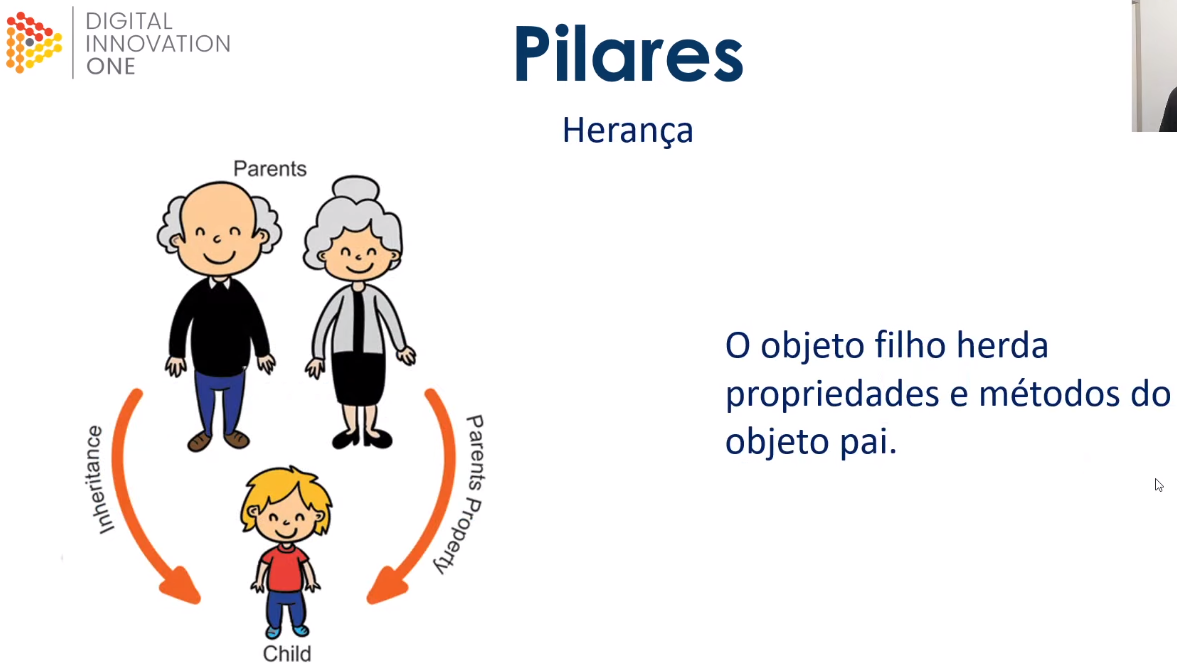 DIGITAL
INNOVATION
ONE
Pilares
Herança
Parents
Inheritance
Parents Property
Child
O objeto filho herda
propriedades e métodos do
objeto pai.